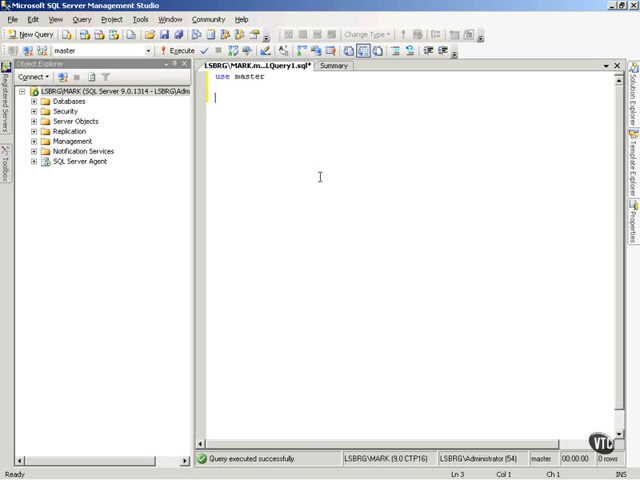 Microsoft SQL Server Management Studio
File Edit View Query Project Tools Window Community Help
New Query
master Execute Change Type
Object Explorer
Connect
LSBRG\MARK (SQL Server 9.0.1314 - LSBRG\Adm
Databases
Security
Server Objects
Replication
Management
Notification Services
SQL Server Agent
Registered Servers
Toolbox
LSBRG\MARK.m...LQuery1.sql* Summary
use master
Solution Explorer
Template Explorer
Properties
VTC
Query executed successfully. LSBRG\MARK (9.0 CTP16) LSBRG\Administrator (54) master 00:00:00 0 rows
Ready Ln 3 Col 1 Ch 1 INS